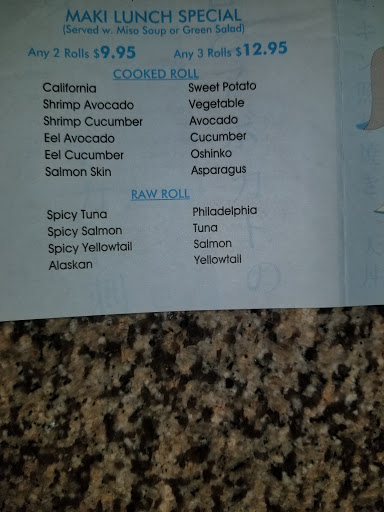 MAKI LUNCH SPECIAL
(Served w. Miso Soup or Green Salad)
Any 2 Rolls $9.95 Any 3 Rolls $12.95
COOKED ROLL
California Sweet Potato
Shrimp Avocado Vegetable
Shrimp Cucumber Avocado
Eel Avocado Cucumber
Eel Cucumber Oshinko
Salmon Skin Asparagus
RAW ROLL
Spicy Tuna Philadelphia
Spicy Salmon Tuna
Spicy Yellowtail Salmon
Alaskan Yellowtail